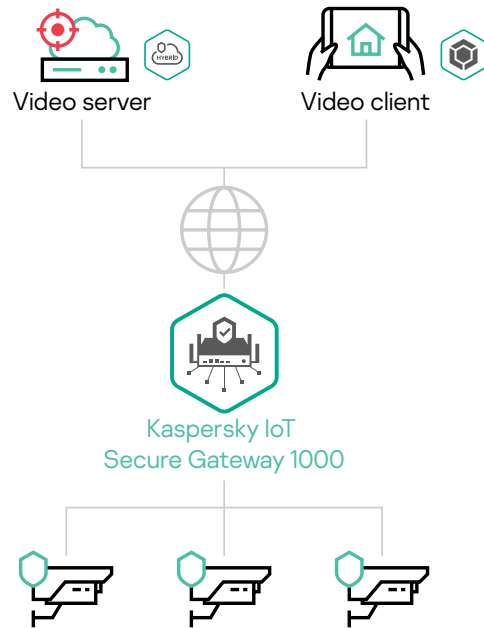 HYBRID
Video server
Video client
Kaspersky IoT
Secure Gateway 1000